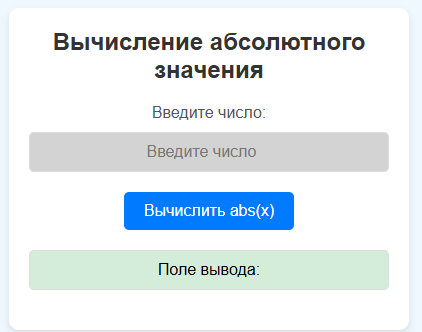 Вычисление абсолютного
значения
Введите число:
Введите число
Вычислить abs(x)
Поле вывода: